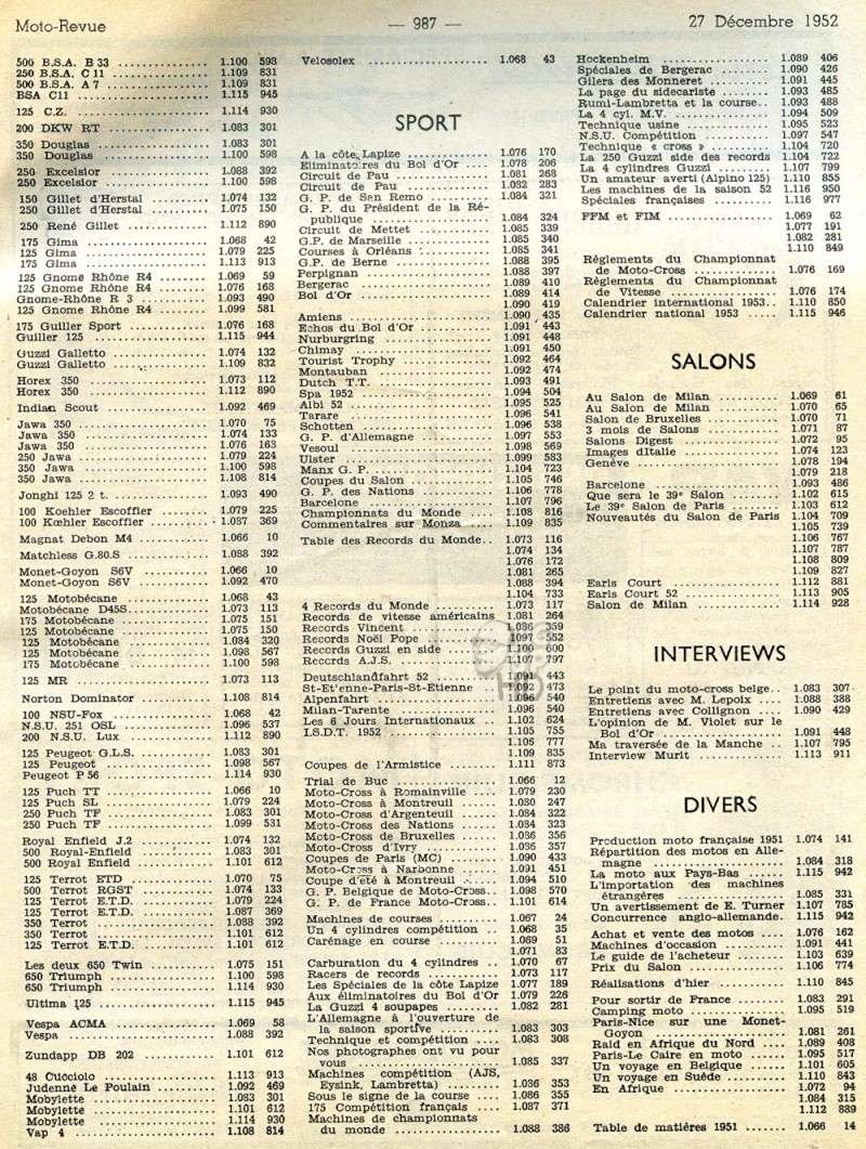 Moto-Revue — 987 — 27 Décembre 1952
500 B.S.A. B 33 1.100 598
250 B.S.A. C 11 1.109 831
500 B.S.A. A 7 1.109 831
BSA C11 1.115 945
125 C.Z. 1.114 930
200 DKW RT 1.083 301
350 Douglas 1.083 301
350 Douglas 1.100 598
250 Excelsior 1.088 392
250 Excelsior 1.100 598
150 Gillet d'Herstal 1.074 132
250 Gillet d'Herstal 1.075 150
250 René Gillet 1.112 890
175 Gima 1.068 42
125 Gima 1.079 225
175 Gima 1.113 913
125 Gnome Rhône R4 1.069 59
125 Gnome Rhône R4 1.076 168
Gnome-Rhône R 3 1.093 490
125 Gnome Rhône R4 1.099 581
175 Guiller Sport 1.076 168
Guiller 125 1.115 944
Guzzi Galletto 1.074 132
Guzzi Galletto 1.109 832
Horex 350 1.073 112
Horex 350 1.112 890
Indian Scout 1.092 469
Jawa 350 1.070 75
Jawa 350 1.074 133
Jawa 350 1.076 163
250 Jawa 1.079 224
350 Jawa 1.100 598
350 Jawa 1.108 814
Jonghi 125 2 t. 1.093 490
100 Koehler Escoffier 1.079 225
100 Kœhler Escoffier 1.087 369
Magnat Debon M4 1.066 10
Matchless G.80.S 1.088 392
Monet-Goyon S6V 1.066 10
Monet-Goyon S6V 1.092 470
125 Motobécane 1.068 43
Motobécane D45S 1.073 113
175 Motobécane 1.075 151
125 Motobécane 1.075 150
125 Motobécane 1.084 320
125 Motobécane 1.098 567
175 Motobécane 1.100 598
125 MR 1.073 113
Norton Dominator 1.108 814
100 NSU-Fox 1.068 42
N.S.U. 251 OSL 1.096 537
200 N.S.U. Lux 1.112 890
125 Peugeot G.L.S. 1.083 301
125 Peugeot 1.098 567
Peugeot P 56 1.114 930
125 Puch TT 1.066 10
125 Puch SL 1.079 224
250 Puch TF 1.083 301
250 Puch TF 1.099 531
Royal Enfield J.2 1.074 132
500 Royal-Enfield 1.083 301
500 Royal Enfield 1.101 612
125 Terrot ETD 1.070 75
500 Terrot RGST 1.074 133
125 Terrot E.T.D. 1.079 224
125 Terrot E.T.D. 1.087 369
350 Terrot 1.088 392
350 Terrot 1.101 612
125 Terrot E.T.D. 1.101 612
Les deux 650 Twin 1.075 151
650 Triumph 1.100 598
650 Triumph 1.114 930
Ultima 125 1.115 945
Vespa ACMA 1.069 58
Vespa 1.088 392
Zundapp DB 202 1.101 612
48 Cucciolo 1.113 913
Judenne Le Poulain 1.092 469
Mobylette 1.083 301
Mobylette 1.101 612
Mobylette 1.114 930
Vap 4 1.108 814
Velosolex 1.068 43
SPORT
A la côte Lapize 1.076 170
Eliminatoires du Bol d'Or 1.078 206
Circuit de Pau 1.081 268
Circuit de Pau 1.082 283
G. P. de San Remo 1.084 321
G. P. du Président de la Ré-
publique 1.084 324
Circuit de Mettet 1.085 339
G.P. de Marseille 1.085 340
Courses à Orléans 1.085 341
G.P. de Berne 1.088 395
Perpignan 1.088 397
Bergerac 1.089 410
Bol d'Or 1.089 414
1.090 419
Amiens 1.090 435
Echos du Bol d'Or 1.091 443
Nurburgring 1.091 448
Chimay 1.091 450
Tourist Trophy 1.092 464
Montauban 1.092 474
Dutch T.T. 1.093 491
Spa 1952 1.094 504
Albi 52 1.095 525
Tarare 1.096 541
Schotten 1.096 538
G. P. d'Allemagne 1.097 553
Vesoul 1.098 569
Ulster 1.099 583
Manx G. P. 1.104 723
Coupes du Salon 1.105 746
G. P. des Nations 1.106 778
Barcelone 1.107 796
Championnats du Monde 1.108 816
Commentaires sur Monza 1.109 835
Table des Records du Monde.. 1.073 116
1.074 134
1.076 172
1.081 265
1.088 394
1.104 733
4 Records du Monde 1.073 117
Records de vitesse américains 1.081 264
Records Vincent 1.086 359
Records Noël Pope 1.097 552
Records Guzzi en side 1.100 600
Records A.J.S. 1.107 797
Deutschlandfahrt 52 1.091 443
St-Etienne-Paris-St-Etienne 1.092 473
Alpenfahrt 1.096 540
Milan-Tarente 1.096 540
Les 6 Jours Internationaux 1.102 624
I.S.D.T. 1952 1.105 755
1.106 777
1.109 835
Coupes de l'Armistice 1.111 873
Trial de Buc 1.066 12
Moto-Cross à Romainville 1.079 230
Moto-Cross à Montreuil 1.080 247
Moto-Cross d'Argenteuil 1.084 322
Moto-Cross des Nations 1.084 323
Moto-Cross de Bruxelles 1.086 356
Moto-Cross d'Ivry 1.086 357
Coupes de Paris (MC) 1.090 433
Moto-Cross à Narbonne 1.091 451
Coupe d'été à Montreuil 1.094 510
G. P. Belgique de Moto-Cross.. 1.098 570
G. P. de France Moto-Cross.. 1.101 614
Machines de courses 1.067 24
Un 4 cylindres compétition 1.068 35
Carénage en course 1.069 51
1.071 83
Carburation du 4 cylindres 1.070 67
Racers de records 1.073 117
Les Spéciales de la côte Lapize 1.077 189
Aux éliminatoires du Bol d'Or 1.079 226
La Guzzi 4 soupapes 1.082 281
L'Allemagne à l'ouverture de
la saison sportive 1.083 303
Technique et compétition 1.083 308
Nos photographes ont vu pour
vous 1.085 337
Machines compétition (AJS,
Eysink, Lambretta) 1.086 353
Sous le signe de la course 1.086 355
175 Compétition français 1.087 371
Machines de championnats
du monde 1.088 386
Hockenheim 1.089 406
Spéciales de Bergerac 1.090 426
Gilera des Monneret 1.091 445
La page du sidecariste 1.093 485
Rumi-Lambretta et la course.. 1.093 488
La 4 cyl. M.V. 1.094 509
Technique usine 1.095 523
N.S.U. Compétition 1.097 547
Technique « cross » 1.104 720
La 250 Guzzi side des records 1.104 722
La 4 cylindres Guzzi 1.107 799
Un amateur averti (Alpino 125) 1.110 855
Les machines de la saison 52 1.116 950
Spéciales françaises 1.116 977
FFM et FIM 1.069 62
1.077 191
1.082 281
1.110 849
Règlements du Championnat
de Moto-Cross 1.076 169
Règlements du Championnat
de Vitesse 1.076 174
Calendrier international 1953.. 1.110 850
Calendrier national 1953 1.115 946
SALONS
Au Salon de Milan 1.069 61
Au Salon de Milan 1.070 65
Salon de Bruxelles 1.070 71
3 mois de Salons 1.071 87
Salons Digest 1.072 95
Images dItalie 1.074 123
Genève 1.078 194
1.079 218
Barcelone 1.093 486
Que sera le 39e Salon 1.102 615
Le 39e Salon de Paris 1.103 612
Nouveautés du Salon de Paris 1.104 709
1.105 739
1.106 767
1.107 787
1.108 809
1.109 827
Earls Court 1.112 881
Earls Court 52 1.113 905
Salon de Milan 1.114 928
INTERVIEWS
Le point du moto-cross belge.. 1.083 307
Entretiens avec M. Lepoix 1.088 388
Entretiens avec Collignon 1.090 429
L'opinion de M. Violet sur le
Bol d'Or 1.091 448
Ma traversée de la Manche 1.107 795
Interview Murit 1.113 911
DIVERS
Production moto française 1951 1.074 141
Répartition des motos en Alle-
magne 1.084 318
La moto aux Pays-Bas 1.115 942
L'importation des machines
étrangères 1.085 331
Un avertissement de E. Turner 1.107 785
Concurrence anglo-allemande. 1.115 942
Achat et vente des motos 1.076 162
Machines d'occasion 1.091 441
Le guide de l'acheteur 1.103 639
Prix du Salon 1.106 774
Réalisations d'hier 1.110 845
Pour sortir de France 1.083 291
Camping moto 1.095 519
Paris-Nice sur une Monet-
Goyon 1.081 261
Raid en Afrique du Nord 1.089 408
Paris-Le Caire en moto 1.095 517
Un voyage en Belgique 1.101 605
Un voyage en Suède 1.110 843
En Afrique 1.072 94
1.084 315
1.112 889
Table de matières 1951 1.066 14